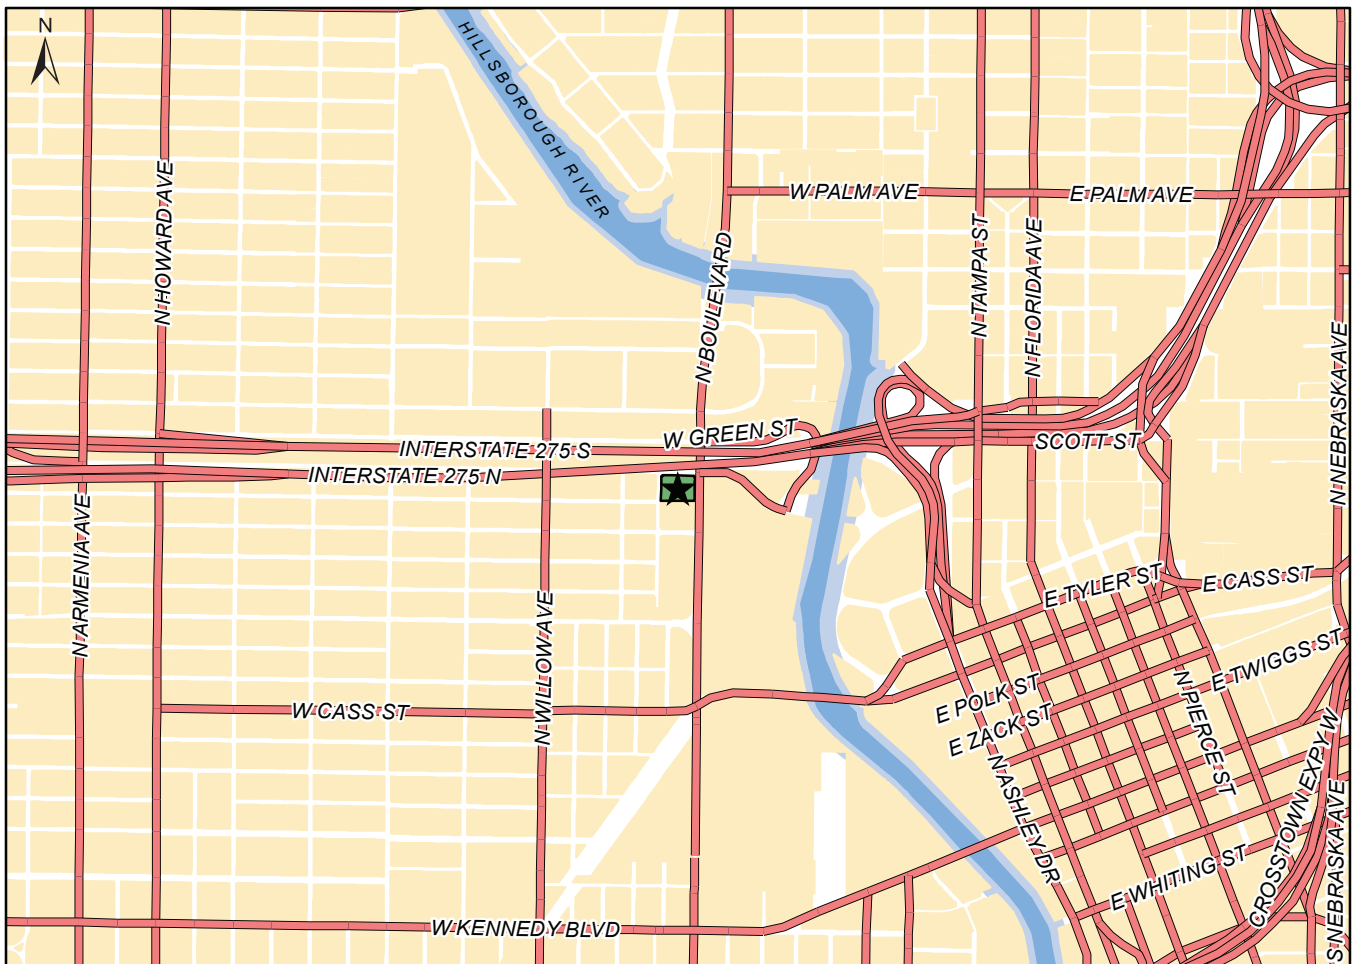 N
HILLSBOROUGH RIVER
W PALM AVE
E PALM AVE
N HOWARD AVE
N BOULEVARD
N TAMPA ST
N FLORIDA AVE
N NEBRASKA AVE
W GREEN ST
INTERSTATE 275 S
SCOTT ST
INTERSTATE 275 N
N ARMENIA AVE
N WILLOW AVE
E TYLER ST
E CASS ST
E TWIGGS ST
E POLK ST
N PIERCE ST
E ZACK ST
W CASS ST
N ASHLEY DR
CROSSTOWN EXPY W
S NEBRASKA AVE
E WHITING ST
W KENNEDY BLVD